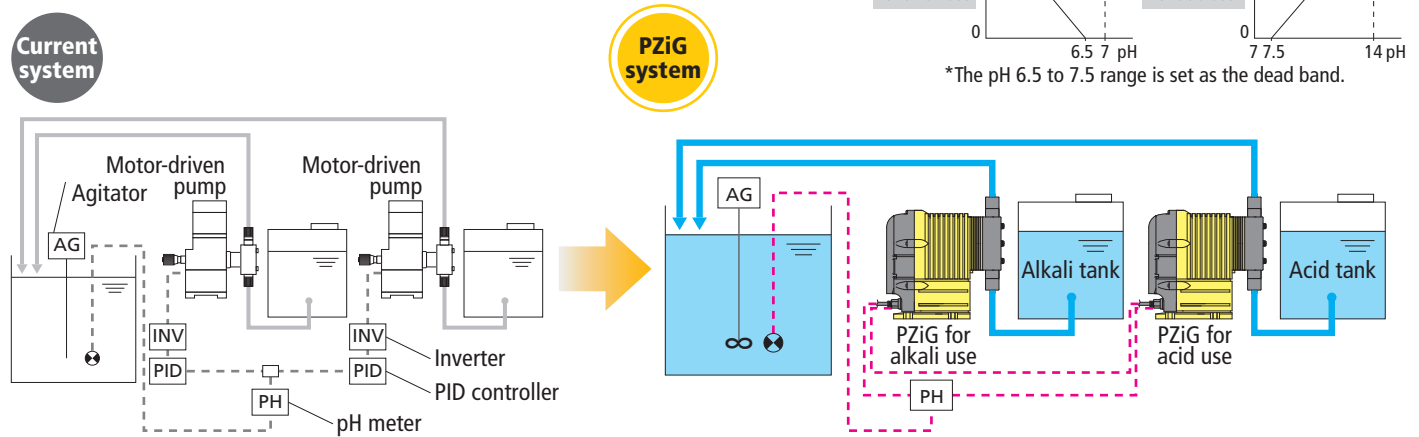 0
6.5 7 pH
0
7 7.5
14 pH
*The pH 6.5 to 7.5 range is set as the dead band.
Current
system
PZiG
system
Motor-driven
pump
Agitator
AG
Motor-driven
pump
INV
PID
INV
PID
PH
Inverter
PID controller
pH meter
AG
Alkali tank
Acid tank
PZiG for
alkali use
PZiG for
acid use
PH